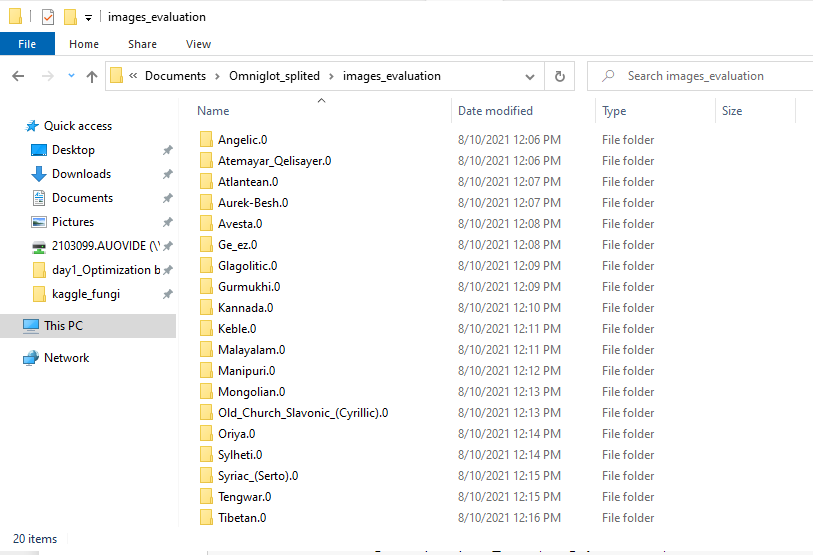 images_evaluation
File Home Share View
« Documents › Omniglot_splited › images_evaluation
Search images_evaluation
Quick access
Desktop
Downloads
Documents
Pictures
2103099.AUOVIDE (\\
day1_Optimization b
kaggle_fungi
This PC
Network
Name Date modified Type Size
Angelic.0 8/10/2021 12:06 PM File folder
Atemayar_Qelisayer.0 8/10/2021 12:06 PM File folder
Atlantean.0 8/10/2021 12:07 PM File folder
Aurek-Besh.0 8/10/2021 12:07 PM File folder
Avesta.0 8/10/2021 12:08 PM File folder
Ge_ez.0 8/10/2021 12:08 PM File folder
Glagolitic.0 8/10/2021 12:09 PM File folder
Gurmukhi.0 8/10/2021 12:09 PM File folder
Kannada.0 8/10/2021 12:10 PM File folder
Keble.0 8/10/2021 12:11 PM File folder
Malayalam.0 8/10/2021 12:11 PM File folder
Manipuri.0 8/10/2021 12:12 PM File folder
Mongolian.0 8/10/2021 12:13 PM File folder
Old_Church_Slavonic_(Cyrillic).0 8/10/2021 12:13 PM File folder
Oriya.0 8/10/2021 12:14 PM File folder
Sylheti.0 8/10/2021 12:14 PM File folder
Syriac_(Serto).0 8/10/2021 12:15 PM File folder
Tengwar.0 8/10/2021 12:15 PM File folder
Tibetan.0 8/10/2021 12:16 PM File folder
20 items